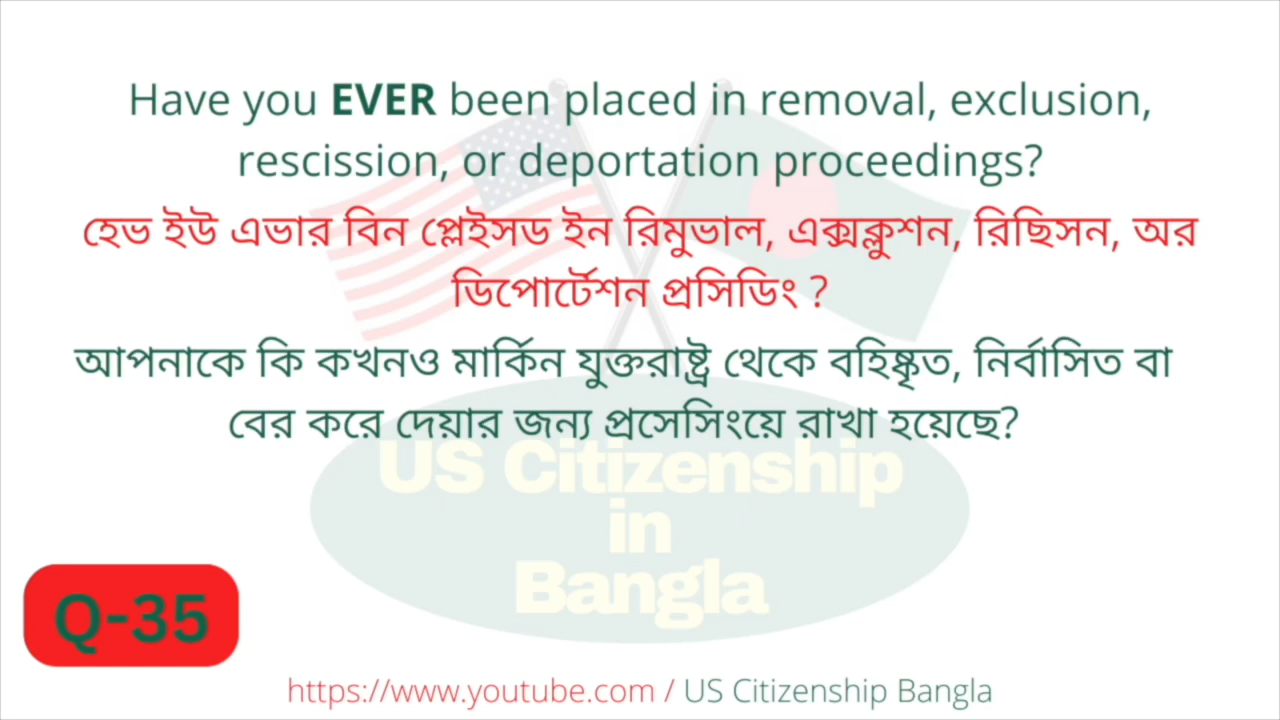 Have you EVER been placed in removal, exclusion,
rescission, or deportation proceedings?
হেভ ইউ এভার বিন প্লেইসড ইন রিমুভাল, এক্সক্লুশন, রিছিসন, অর
ডিপোর্টেশন প্রসিডিং ?
আপনাকে কি কখনও মার্কিন যুক্তরাষ্ট্র থেকে বহিষ্কৃত, নির্বাসিত বা
বের করে দেয়ার জন্য প্রসেসিংয়ে রাখা হয়েছে?
US Citizenship
in
Bangla
Q-35
https://www.youtube.com / US Citizenship Bangla